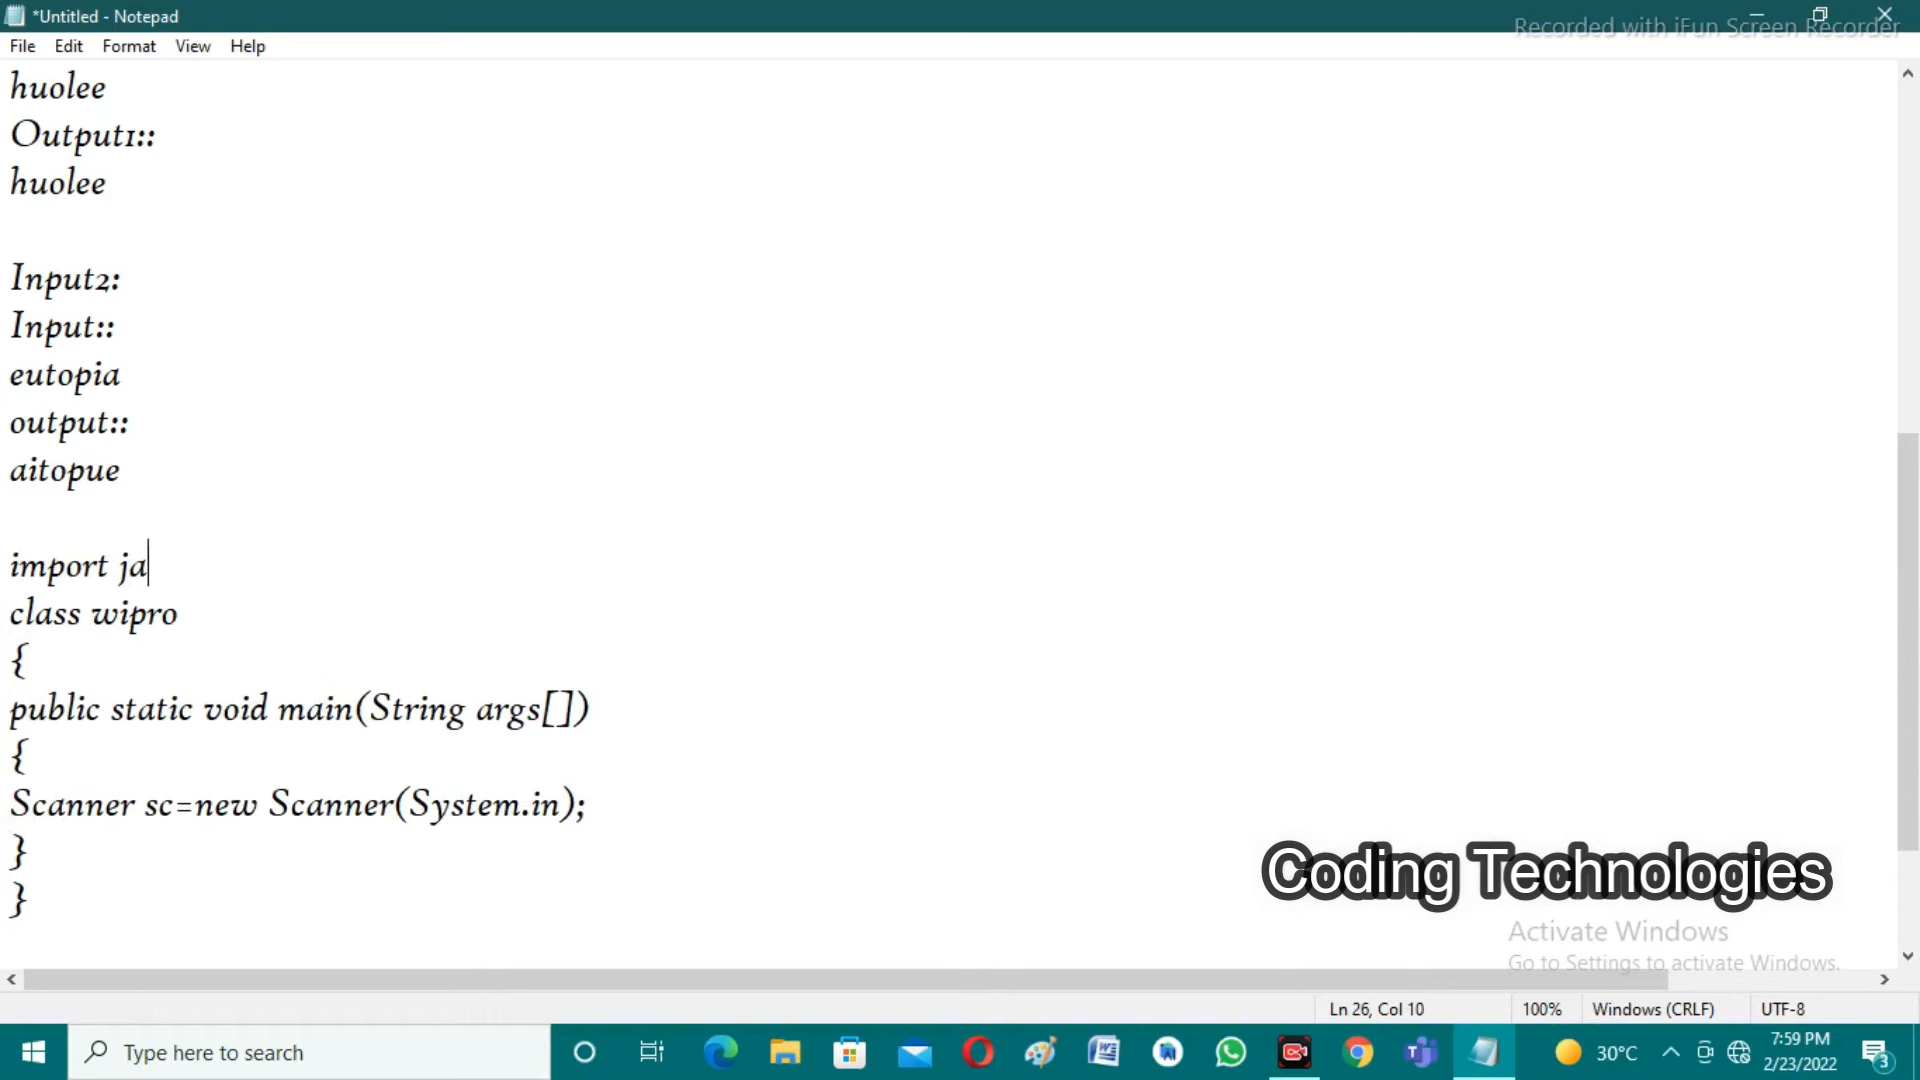 *Untitled - Notepad
Recorded with iFun Screen Recorder
File Edit Format View Help
huolee
Output1::
huolee
Input2:
Input::
eutopia
output::
aitopue
import ja
class wipro
{
public static void main(String args[])
{
Scanner sc=new Scanner(System.in);
}
}
Coding Technologies
Activate Windows
Go to Settings to activate Windows.
Ln 26, Col 10 100% Windows (CRLF) UTF-8
Type here to search
30°C
7:59 PM
2/23/2022
3